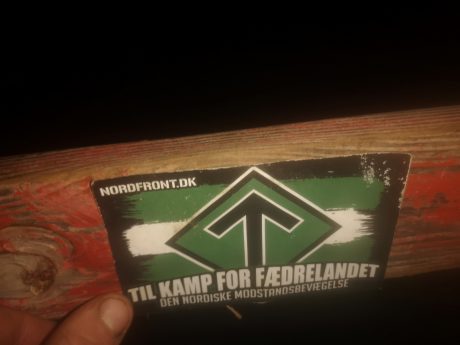 NORDFRONT.DK
TIL KAMP FOR FÆDRELANDET
DEN NORDISKE MODSTANDSBEVÆGELSE